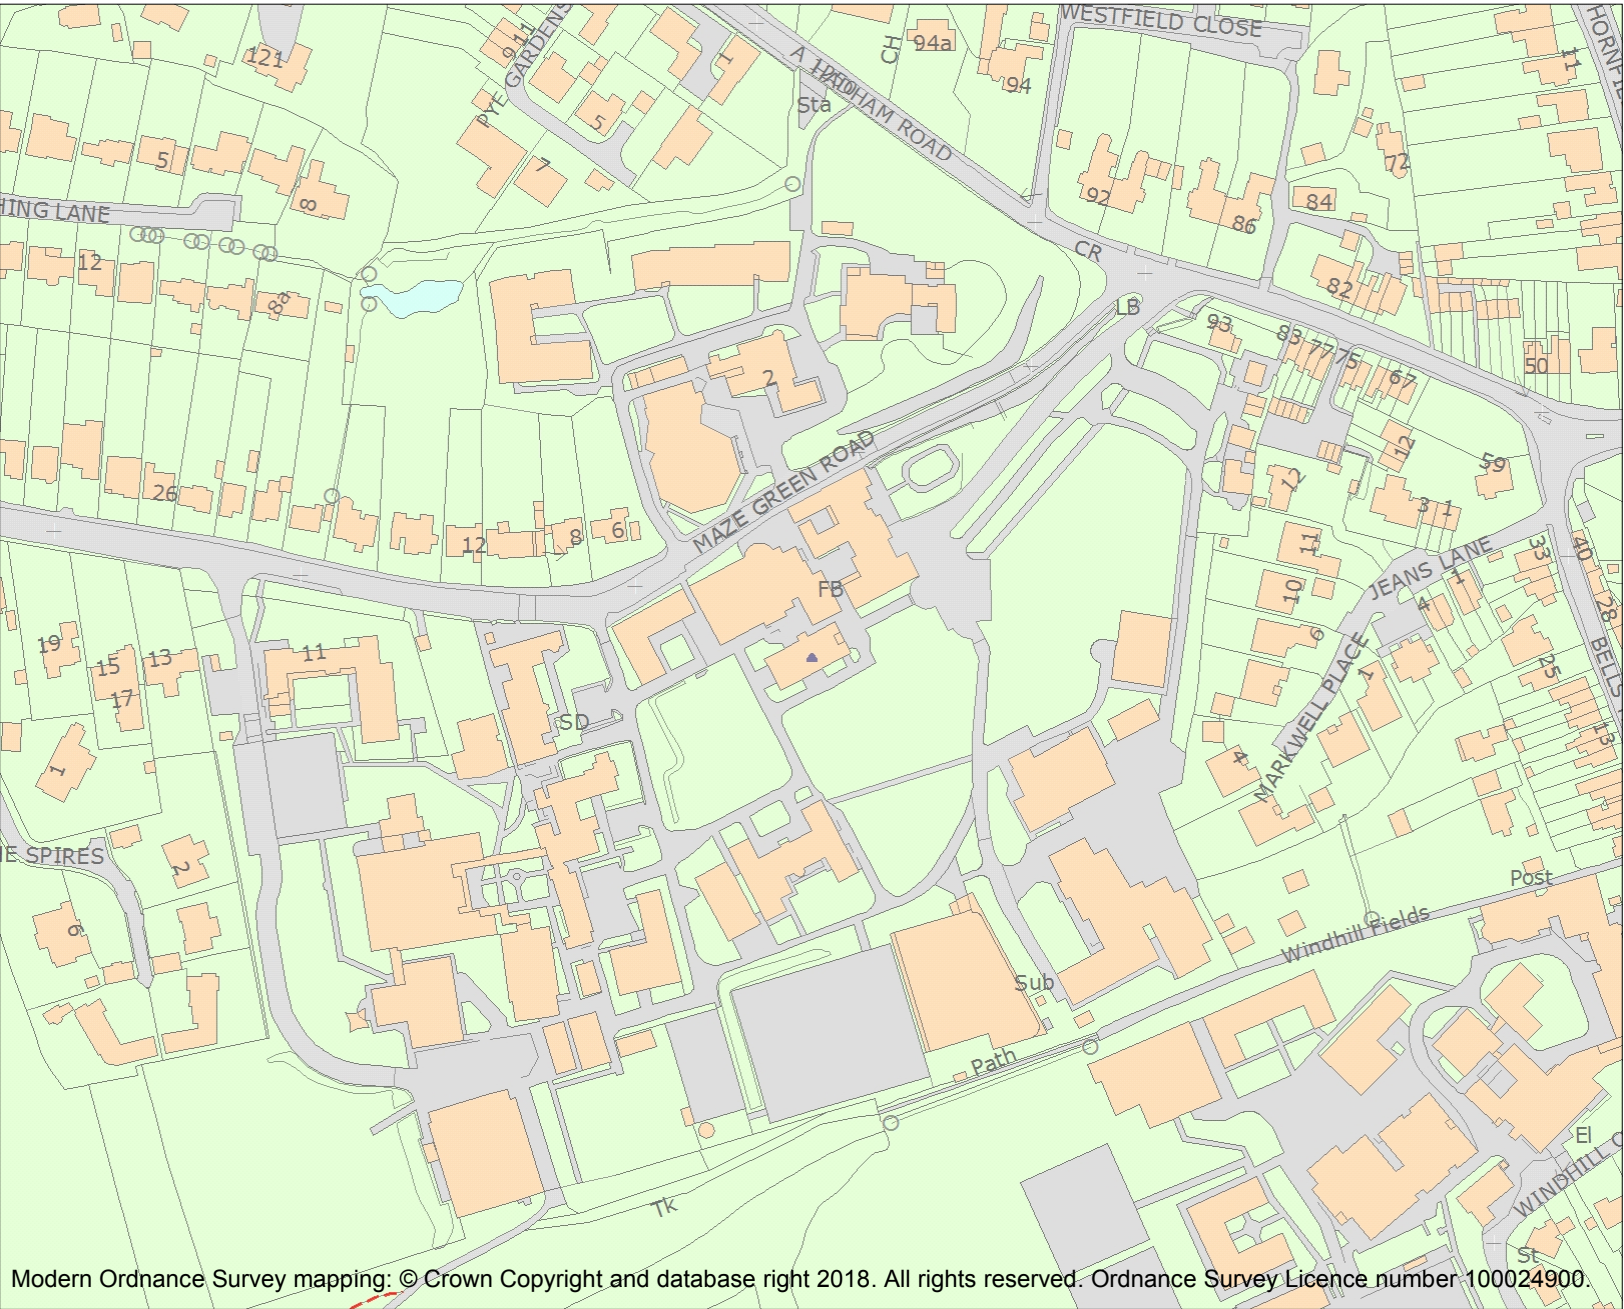 WESTFIELD CLOSE
121
9 11
PYE GARDENS
1
A 1250
HADHAM ROAD
CH
94a
94
11
Sta
5
7
5
8
72
92
86
84
HING LANE
12
8a
CR
82
LB
93
83
77
75
67
50
2
MAZE GREEN ROAD
26
12
8
6
12
12
59
3
1
11
10
6
JEANS LANE
33
40
1
4
28
BELS
FB
19
15
13
17
11
SD
1
25
13
MARKWELL PLACE
1
4
IE SPIRES
2
6
Post
Windhill Fields
Sub
Path
El
WINDHILL
Tk
St
Modern Ordnance Survey mapping: © Crown Copyright and database right 2018. All rights reserved. Ordnance Survey Licence number 100024900.